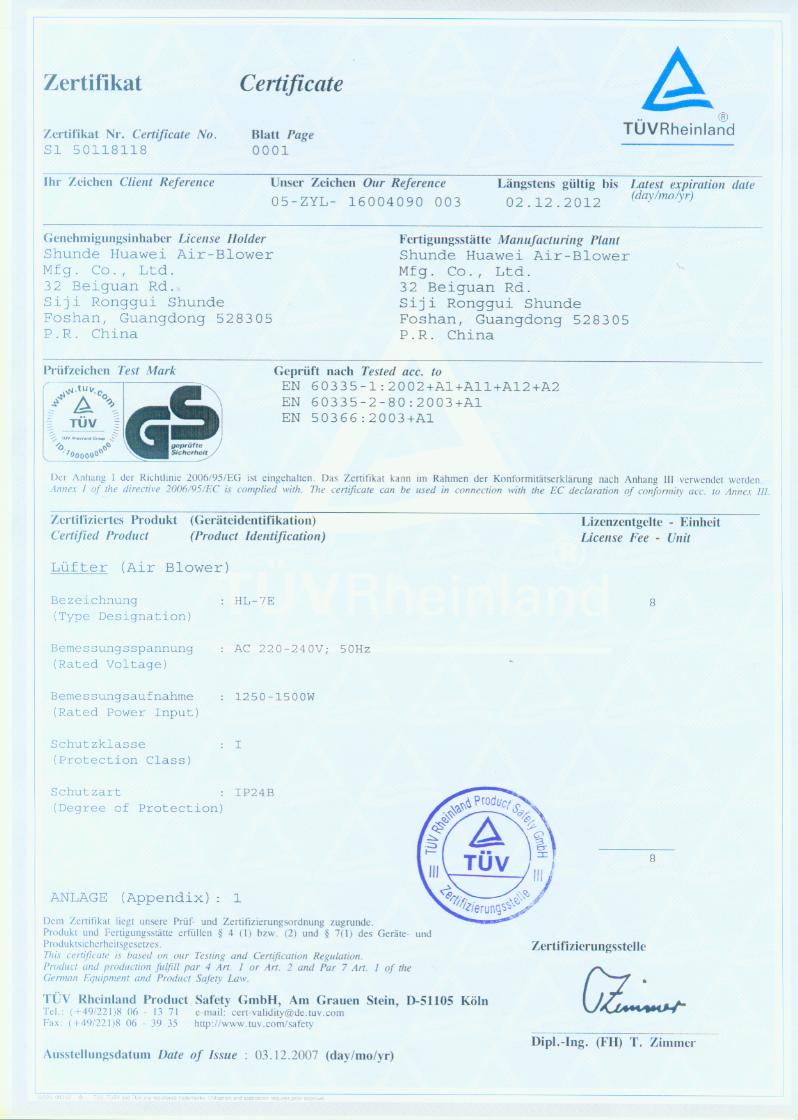 Zertifikat Certificate
TÜVRheinland®
Zertifikat Nr. Certificate No. Blatt Page
S1 50118118 0001
Ihr Zeichen Client Reference Unser Zeichen Our Reference Längstens gültig bis Latest expiration date
05-ZYL- 16004090 003 02.12.2012 (day/mo/yr)
Genehmigungsinhaber License Holder Fertigungsstätte Manufacturing Plant
Shunde Huawei Air-Blower Shunde Huawei Air-Blower
Mfg. Co., Ltd. Mfg. Co., Ltd.
32 Beiguan Rd. 32 Beiguan Rd.
Siji Ronggui Shunde Siji Ronggui Shunde
Foshan, Guangdong 528305 Foshan, Guangdong 528305
P.R. China P.R. China
Prüfzeichen Test Mark Geprüft nach Tested acc. to
EN 60335-1:2002+A1+A11+A12+A2
EN 60335-2-80:2003+A1
EN 50366:2003+A1
www.tuv.com
TÜV
TÜV Rheinland Group
ID:1000000000
GS
geprüfte
Sicherheit
Der Anhang I der Richtlinie 2006/95/EG ist eingehalten. Das Zertifikat kann im Rahmen der Konformitätserklärung nach Anhang III verwendet werden.
Annex I of the directive 2006/95/EC is complied with. The certificate can be used in connection with the EC declaration of conformity acc. to Annex III.
Zertifiziertes Produkt (Geräteidentifikation) Lizenzentgelte - Einheit
Certified Product (Product Identification) License Fee - Unit
Lüfter (Air Blower)
TÜVRheinland®
Bezeichnung : HL-7E 8
(Type Designation)
Bemessungsspannung : AC 220-240V; 50Hz
(Rated Voltage)
Bemessungsaufnahme : 1250-1500W
(Rated Power Input)
Schutzklasse : I
(Protection Class)
Schutzart : IP24B
(Degree of Protection)
TÜV Rheinland Product Safety GmbH
TÜV
Zertifizierungsstelle
8
ANLAGE (Appendix): 1
Dem Zertifikat liegt unsere Prüf- und Zertifizierungsordnung zugrunde.
Produkt und Fertigungsstätte erfüllen § 4 (1) bzw. (2) und § 7(1) des Geräte- und
Produktsicherheitsgesetzes.
This certificate is based on our Testing and Certification Regulation.
Product and production fulfill par 4 Art. 1 or Art. 2 and Par 7 Art. 1 of the
German Equipment and Product Safety Law.
Zertifizierungsstelle
TÜV Rheinland Product Safety GmbH, Am Grauen Stein, D-51105 Köln
Tel.: (+49/221)8 06 - 13 71 e-mail: cert-validity@de.tuv.com
Fax: (+49/221)8 06 - 39 35 http://www.tuv.com/safety
Zimmer
Dipl.-Ing. (FH) T. Zimmer
Ausstellungsdatum Date of Issue : 03.12.2007 (day/mo/yr)